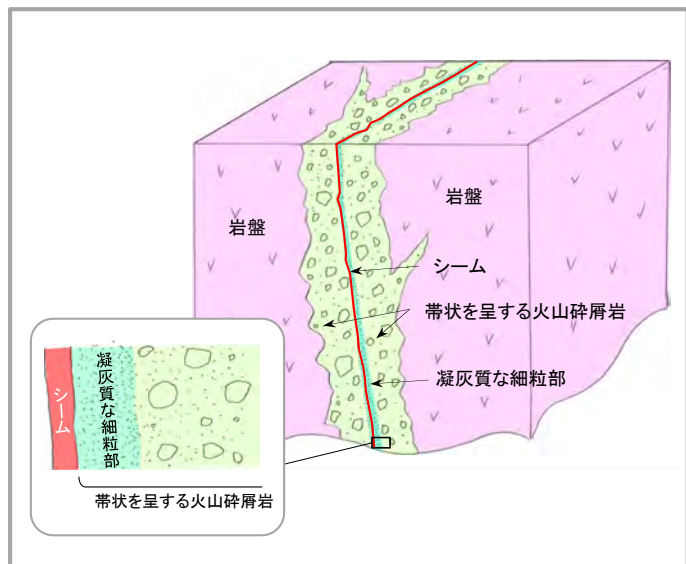 岩盤
岩盤
シーム
帯状を呈する火山砕屑岩
凝灰質な細粒部
シーム
凝灰質な細粒部
帯状を呈する火山砕屑岩